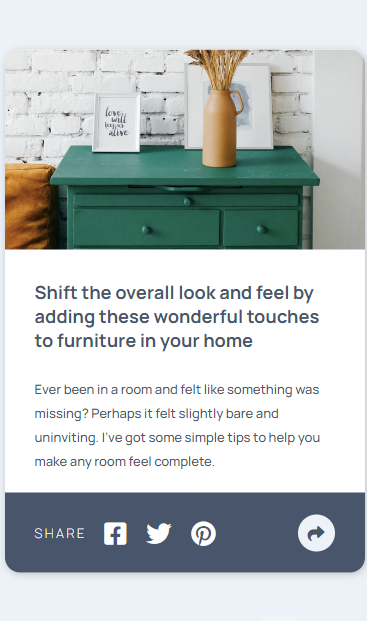 love
will
keep us
alive
Shift the overall look and feel by
adding these wonderful touches
to furniture in your home
Ever been in a room and felt like something was
missing? Perhaps it felt slightly bare and
uninviting. I've got some simple tips to help you
make any room feel complete.
SHARE